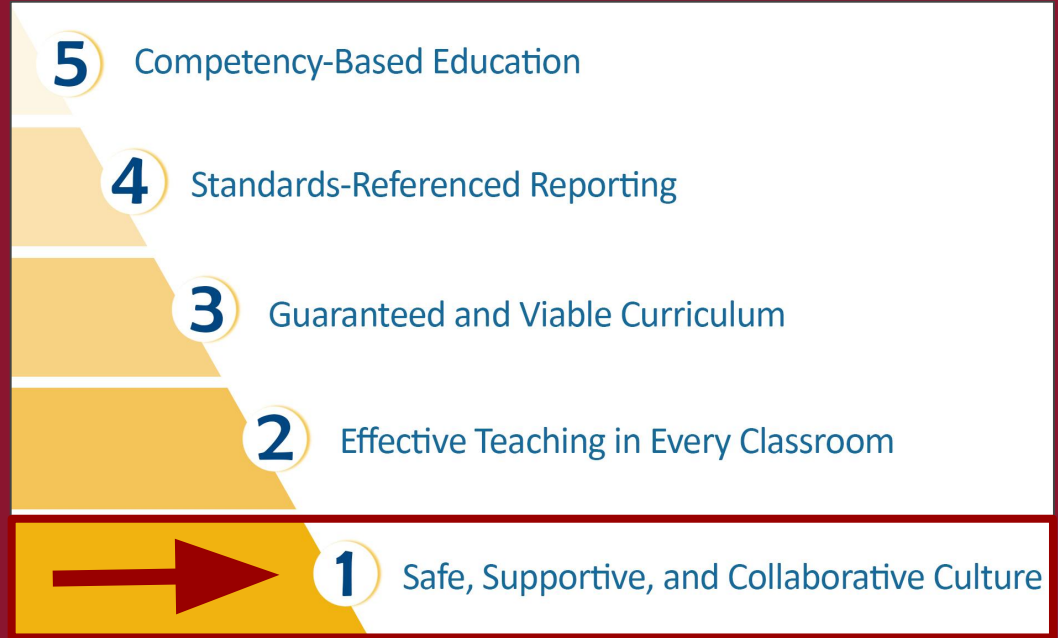 5 Competency-Based Education
4 Standards-Referenced Reporting
3 Guaranteed and Viable Curriculum
2 Effective Teaching in Every Classroom
1 Safe, Supportive, and Collaborative Culture